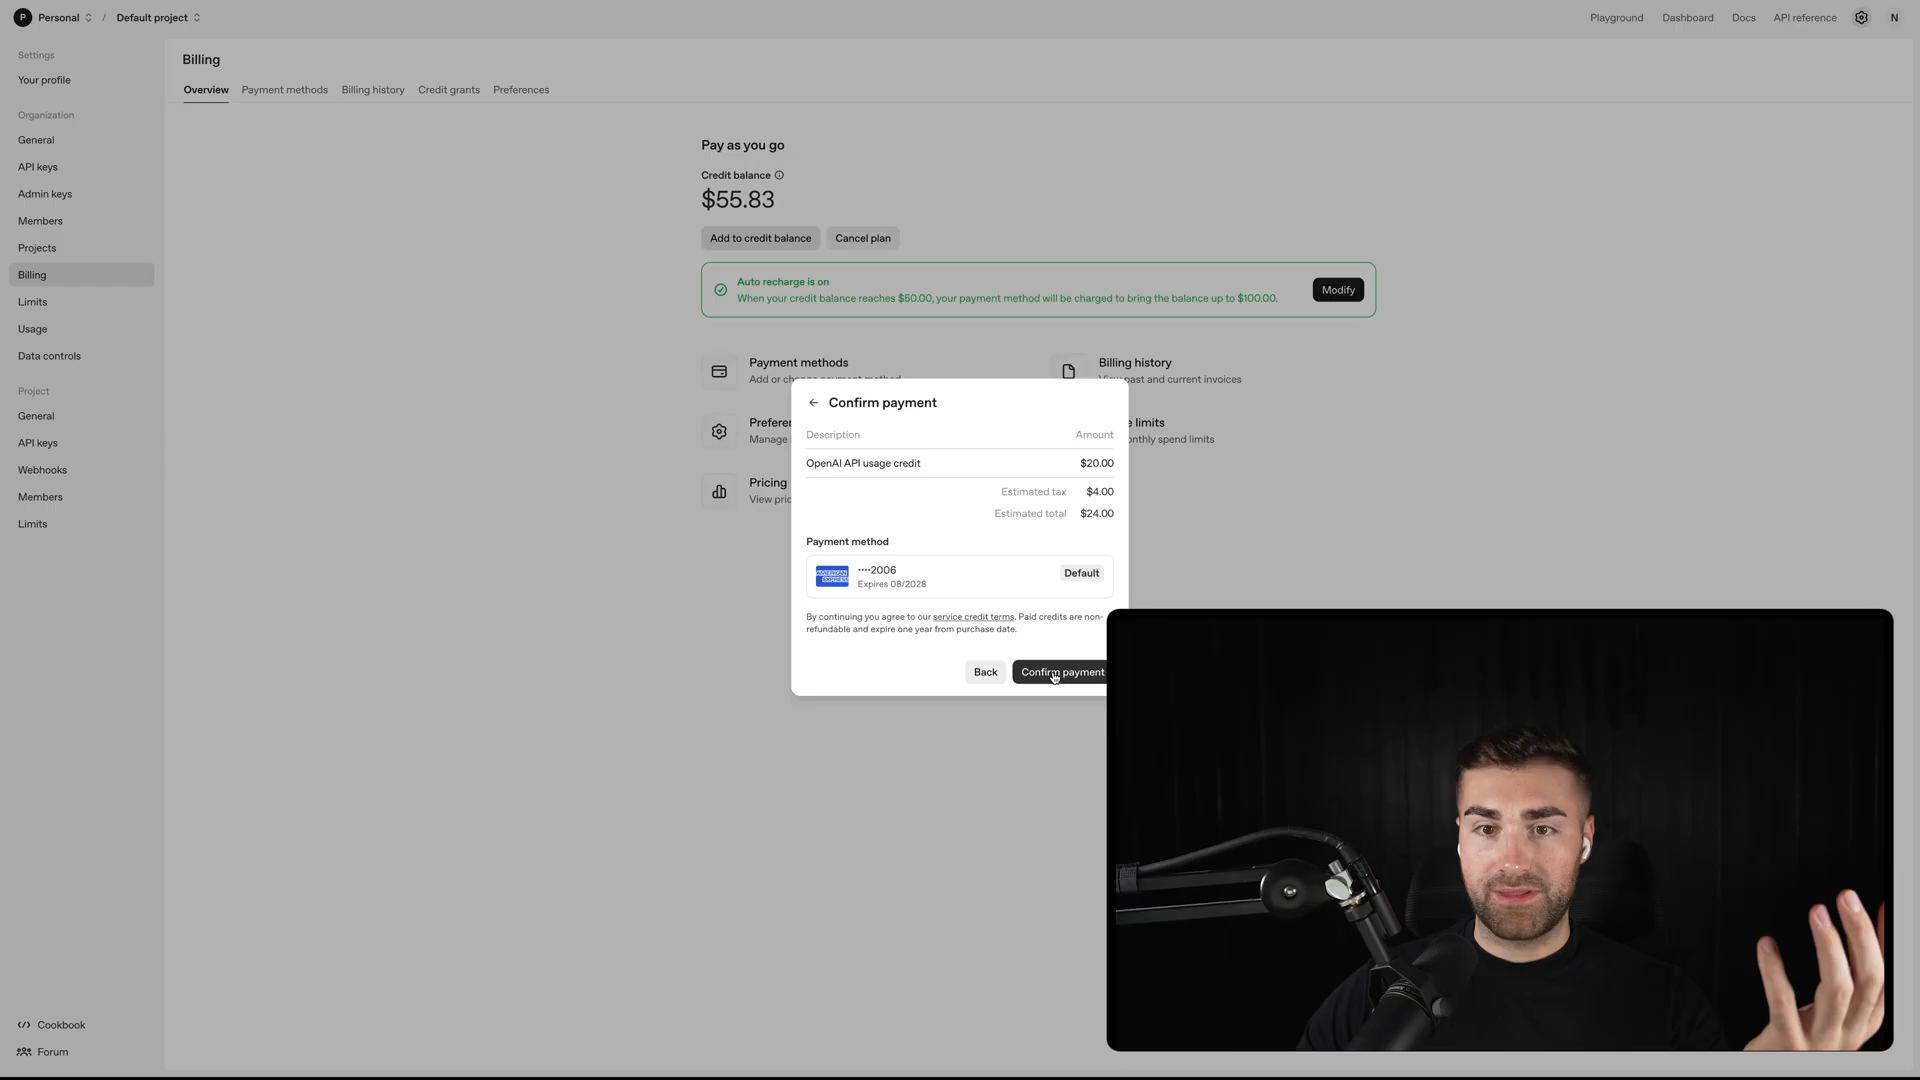 P Personal / Default project
Playground Dashboard Docs API reference N
Settings
Your profile
Organization
General
API keys
Admin keys
Members
Projects
Billing
Limits
Usage
Data controls
Project
General
API keys
Webhooks
Members
Limits
Cookbook
Forum
Billing
Overview Payment methods Billing history Credit grants Preferences
Pay as you go
Credit balance
$55.83
Add to credit balance Cancel plan
Auto recharge is on
When your credit balance reaches $50.00, your payment method will be charged to bring the balance up to $100.00.
Modify
Payment methods
Billing history
View past and current invoices
Manage
limits
Pricing
View
Confirm payment
Description Amount
OpenAI API usage credit $20.00
Estimated tax $4.00
Estimated total $24.00
Payment method
AMERICAN EXPRESS
····2006
Expires 08/2028
Default
By continuing you agree to our service credit terms. Paid credits are non-
refundable and expire one year from purchase date.
Back Confirm payment